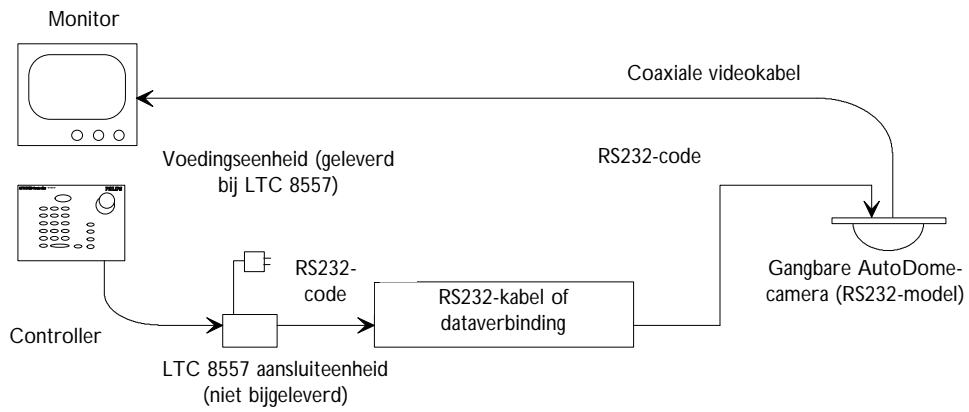 Monitor
Coaxiale videokabel
Voedingseenheid (geleverd
bij LTC 8557)
RS232-code
PHILIPS
RS232-
code
RS232-kabel of
dataverbinding
Gangbare AutoDome-
camera (RS232-model)
Controller
LTC 8557 aansluiteenheid
(niet bijgeleverd)